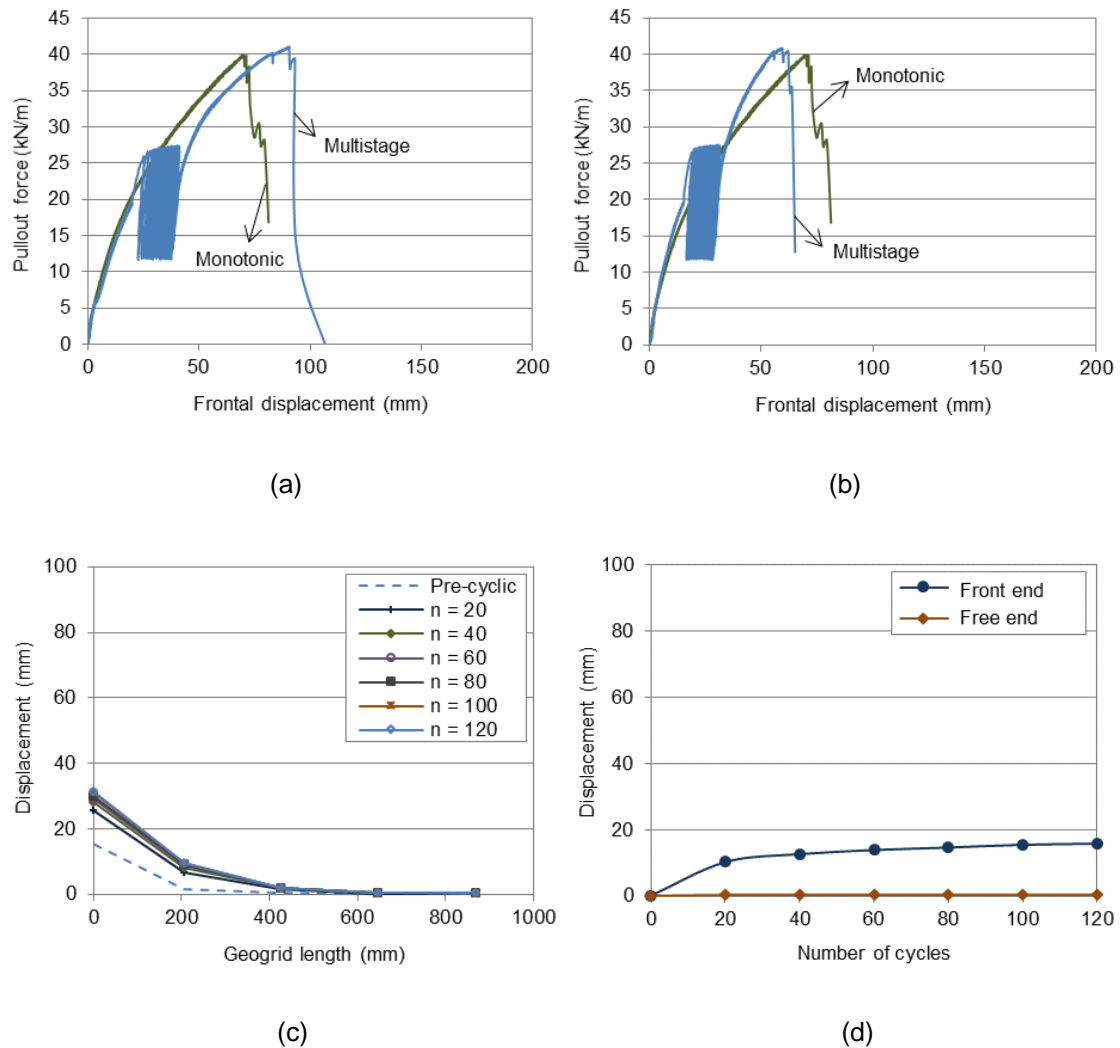 45
40
35
30
25
20
15
10
5
0
Pullout force (kN/m)
Multistage
Monotonic
0 50 100 150 200
Frontal displacement (mm)
(a)
45
40
35
30
25
20
15
10
5
0
Pullout force (kN/m)
Monotonic
Multistage
0 50 100 150 200
Frontal displacement (mm)
(b)
100
80
60
40
20
0
Displacement (mm)
Pre-cyclic
n = 20
n = 40
n = 60
n = 80
n = 100
n = 120
0 200 400 600 800 1000
Geogrid length (mm)
(c)
100
80
60
40
20
0
Displacement (mm)
Front end
Free end
0 20 40 60 80 100 120
Number of cycles
(d)